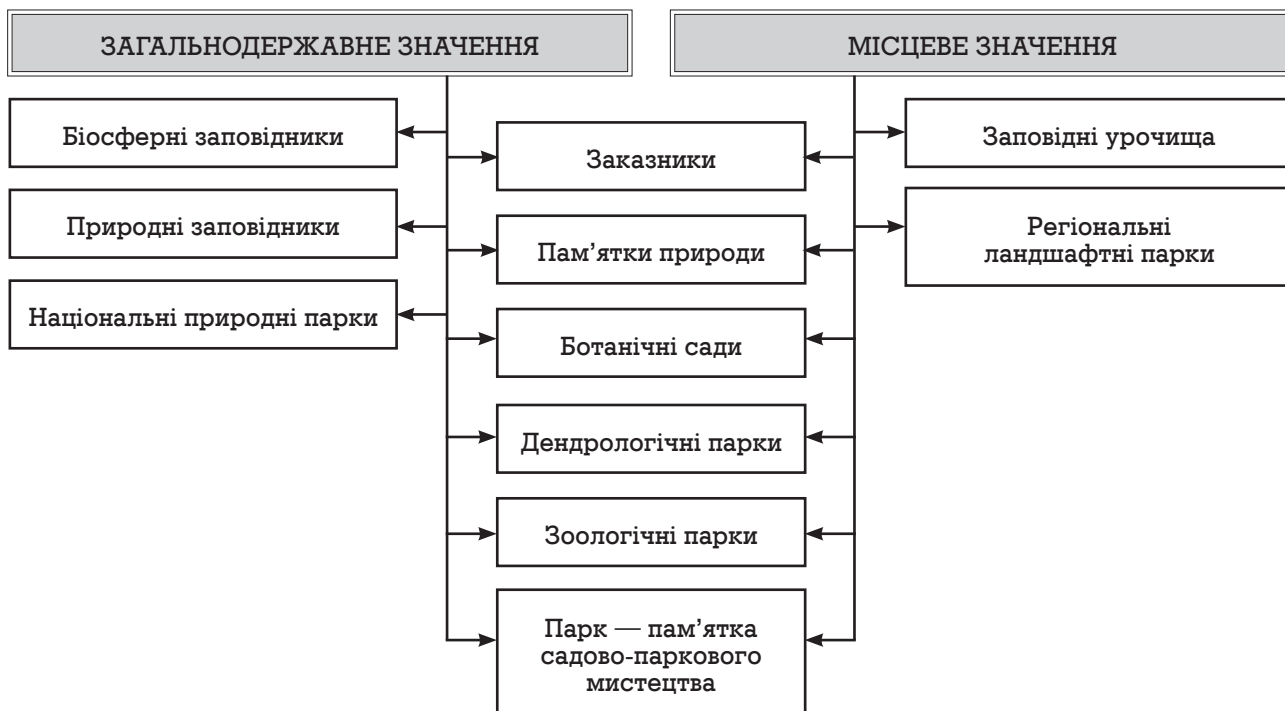 ЗАГАЛЬНОДЕРЖАВНЕ ЗНАЧЕННЯ
МІСЦЕВЕ ЗНАЧЕННЯ
Біосферні заповідники
Природні заповідники
Національні природні парки
Заказники
Пам’ятки природи
Ботанічні сади
Дендрологічні парки
Зоологічні парки
Парк — пам’ятка
садово-паркового
мистецтва
Заповідні урочища
Регіональні
ландшафтні парки